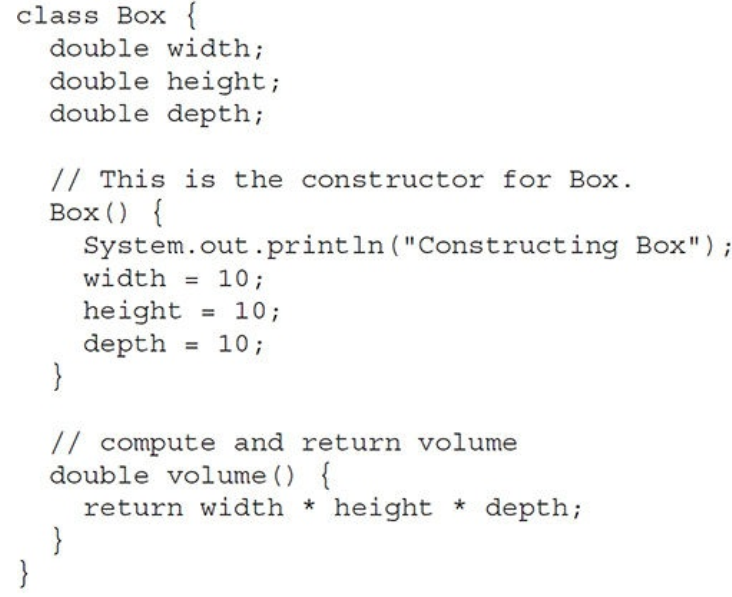 class Box {
  double width;
  double height;
  double depth;

  // This is the constructor for Box.
  Box() {
    System.out.println("Constructing Box");
    width = 10;
    height = 10;
    depth = 10;
  }

  // compute and return volume
  double volume() {
    return width * height * depth;
  }
}